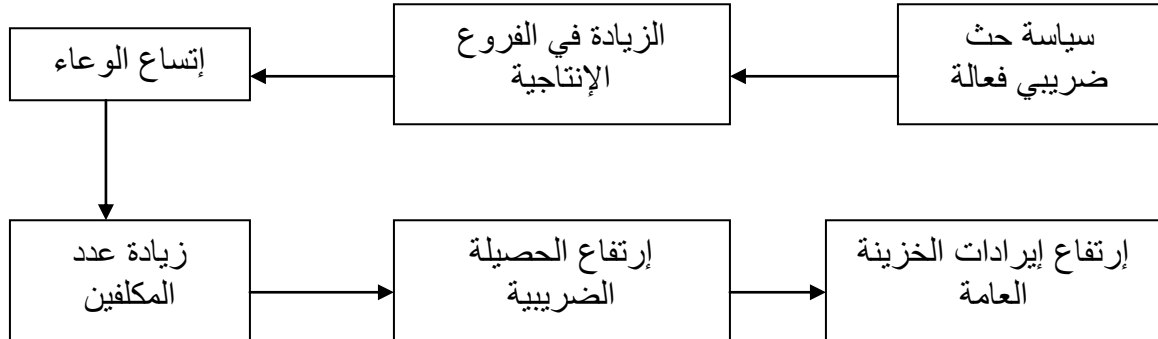 سياسة حث
ضريبي فعالة
الزيادة في الفروع
الإنتاجية
إتساع الوعاء
زيادة عدد
المكلفين
إرتفاع الحصيلة
الضريبية
إرتفاع إيرادات الخزينة
العامة